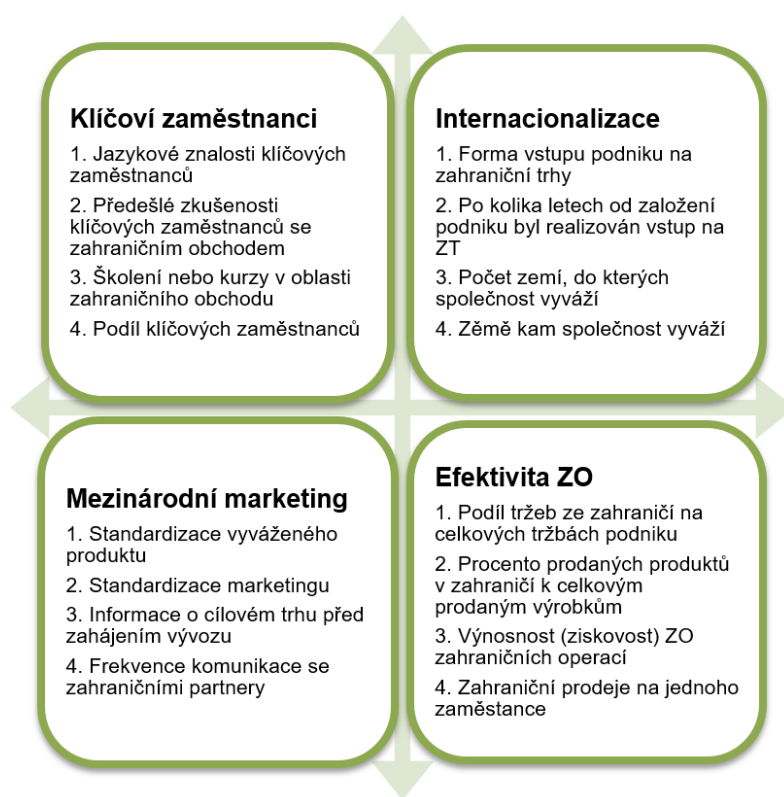 Klíčoví zaměstnanci
1. Jazykové znalosti klíčových
zaměstnanců
2. Předešlé zkušenosti
klíčových zaměstnanců se
zahraničním obchodem
3. Školení nebo kurzy v oblasti
zahraničního obchodu
4. Podíl klíčových zaměstnanců
Internacionalizace
1. Forma vstupu podniku na
zahraniční trhy
2. Po kolika letech od založení
podniku byl realizován vstup na
ZT
3. Počet zemí, do kterých
společnost vyváží
4. Změě kam společnost vyváží
Mezinárodní marketing
1. Standardizace vyváženého
produktu
2. Standardizace marketingu
3. Informace o cílovém trhu před
zahájením vývozu
4. Frekvence komunikace se
zahraničními partnery
Efektivita ZO
1. Podíl tržeb ze zahraničí na
celkových tržbách podniku
2. Procento prodaných produktů
v zahraničí k celkovým
prodaným výrobkům
3. Výnosnost (ziskovost) ZO
zahraničních operací
4. Zahraniční prodeje na jednoho
zaměstance